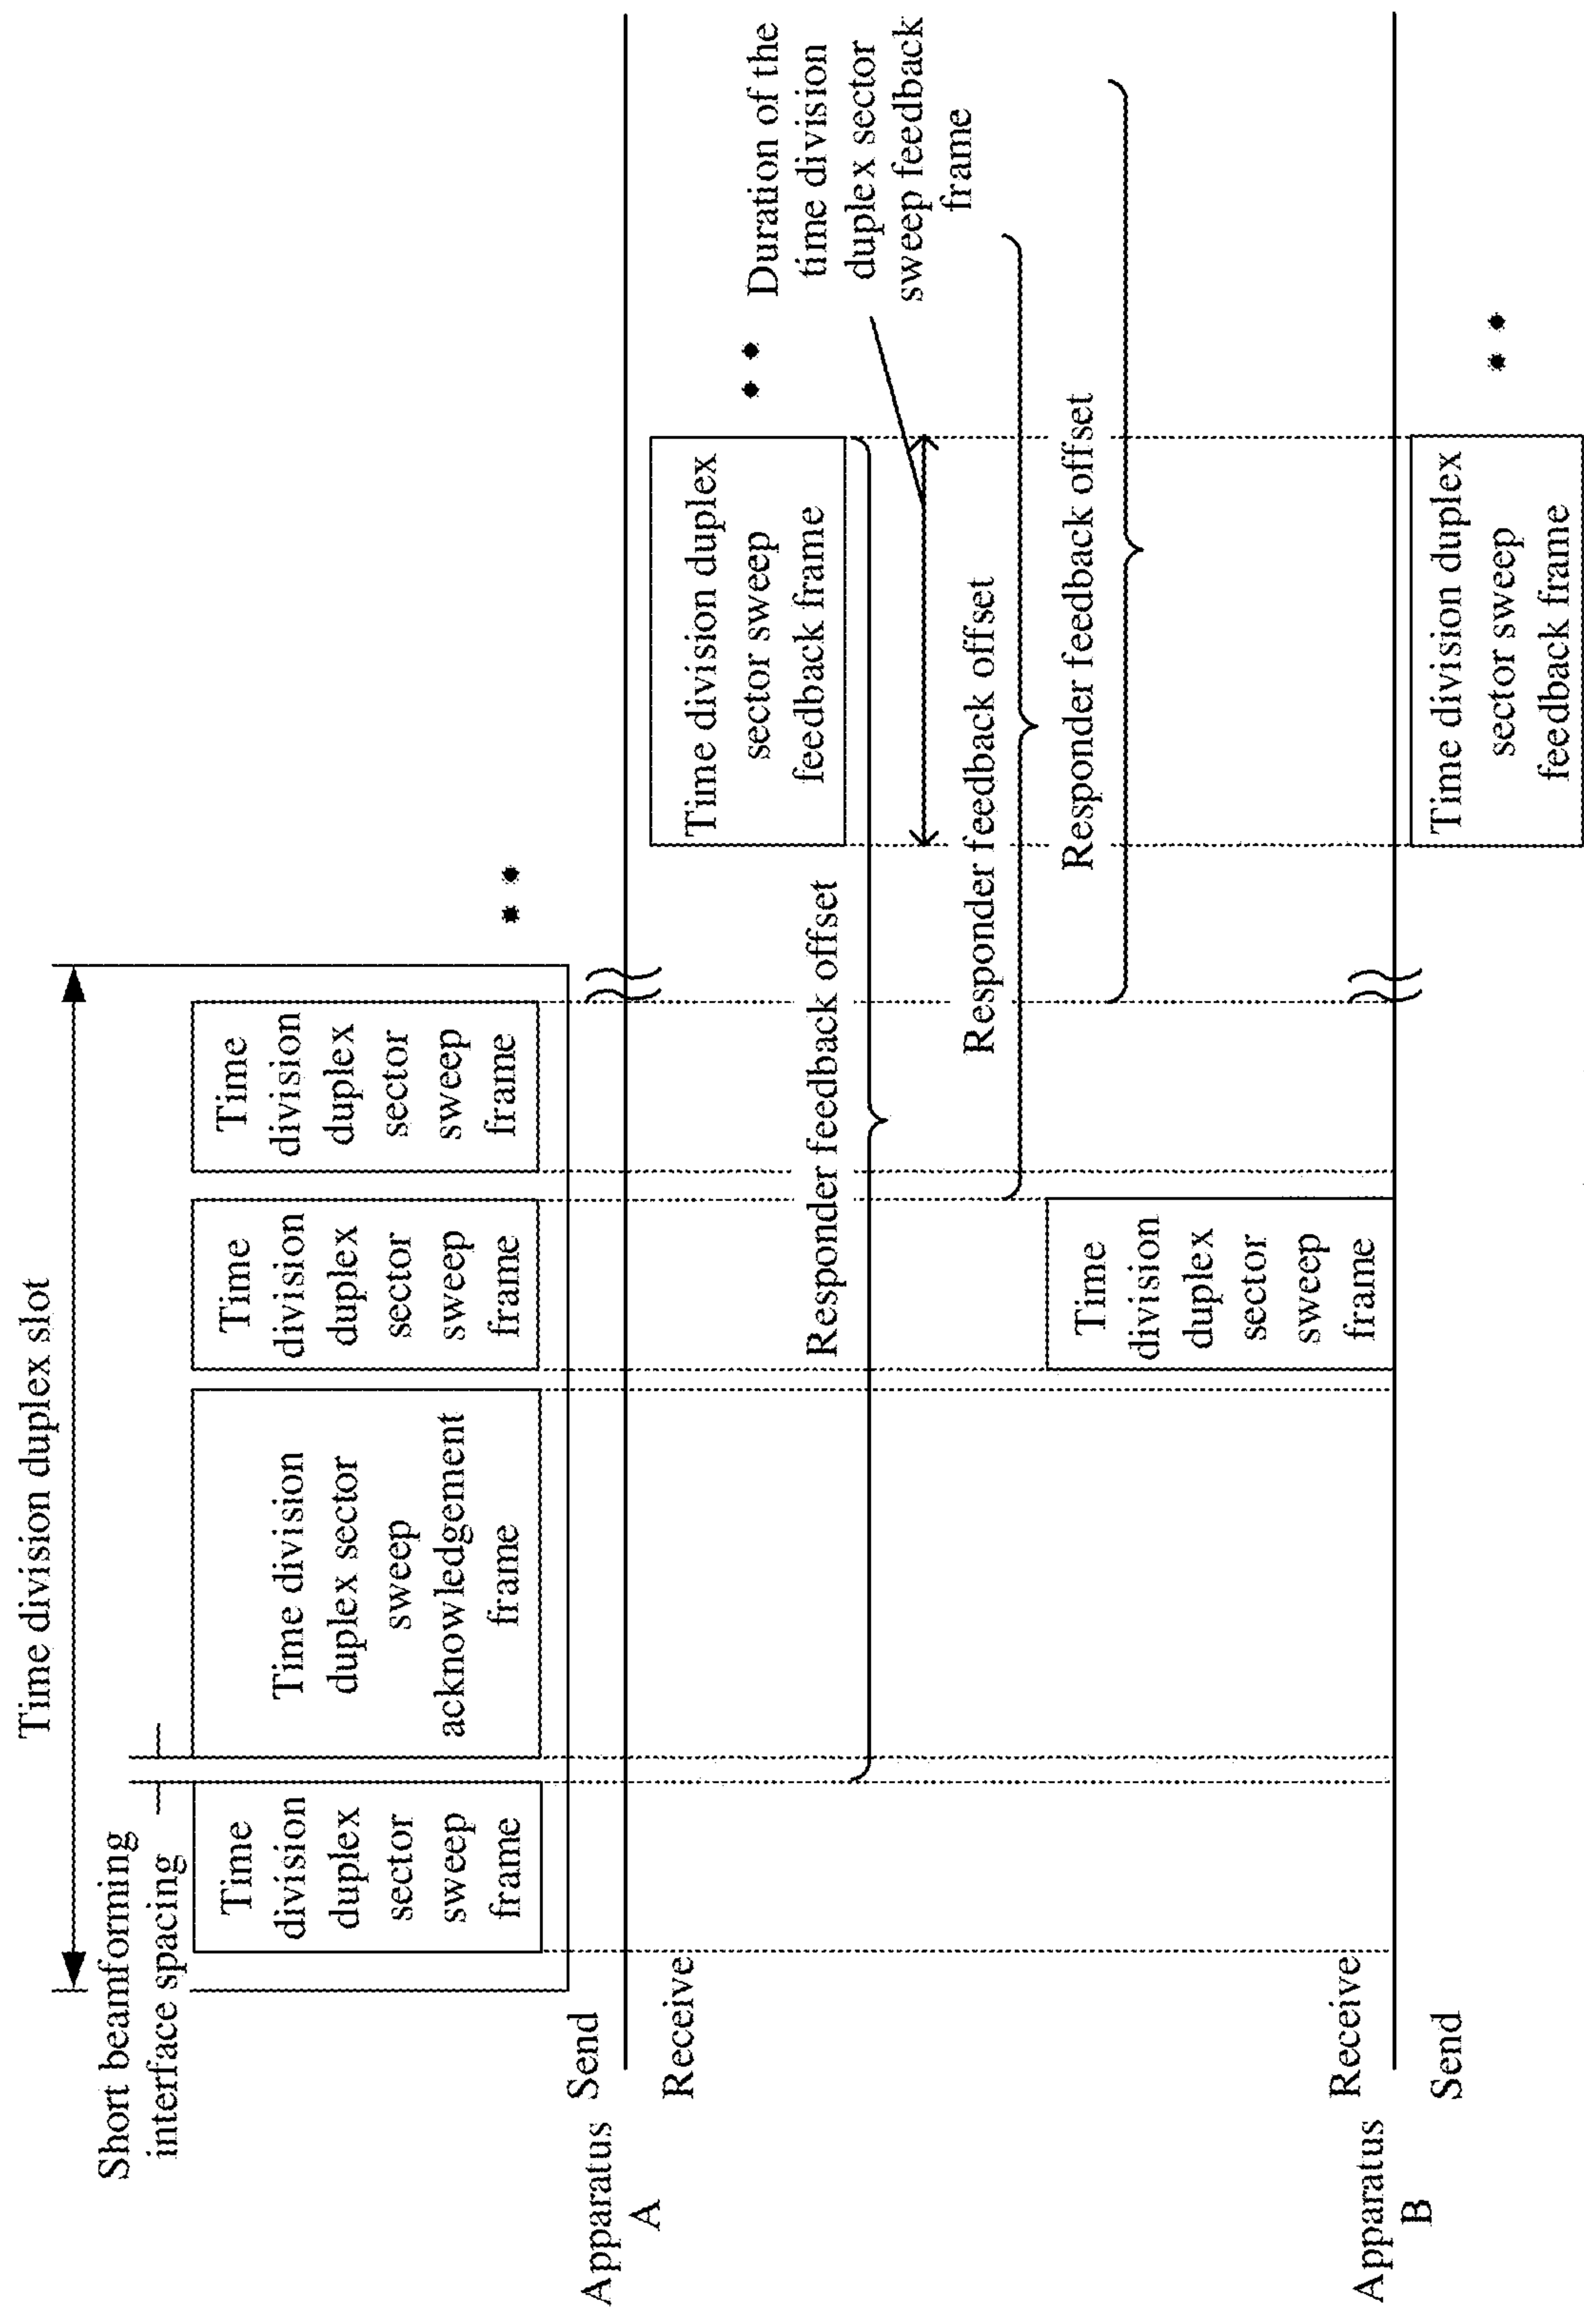 Time division duplex slot
Short beamforming
interface spacing
Time
division
duplex
sector
sweep
frame
Time division
duplex sector
sweep
acknowledgement
frame
Time
division
duplex
sector
sweep
frame
Time
division
duplex
sector
sweep
frame
Apparatus
A
Send
Receive
Time division duplex
sector sweep
feedback frame
Duration of the
time division
duplex sector
sweep feedback
frame
Responder feedback offset
Responder feedback offset
Responder feedback offset
Time
division
duplex
sector
sweep
frame
Apparatus
B
Receive
Send
Time division duplex
sector sweep
feedback frame